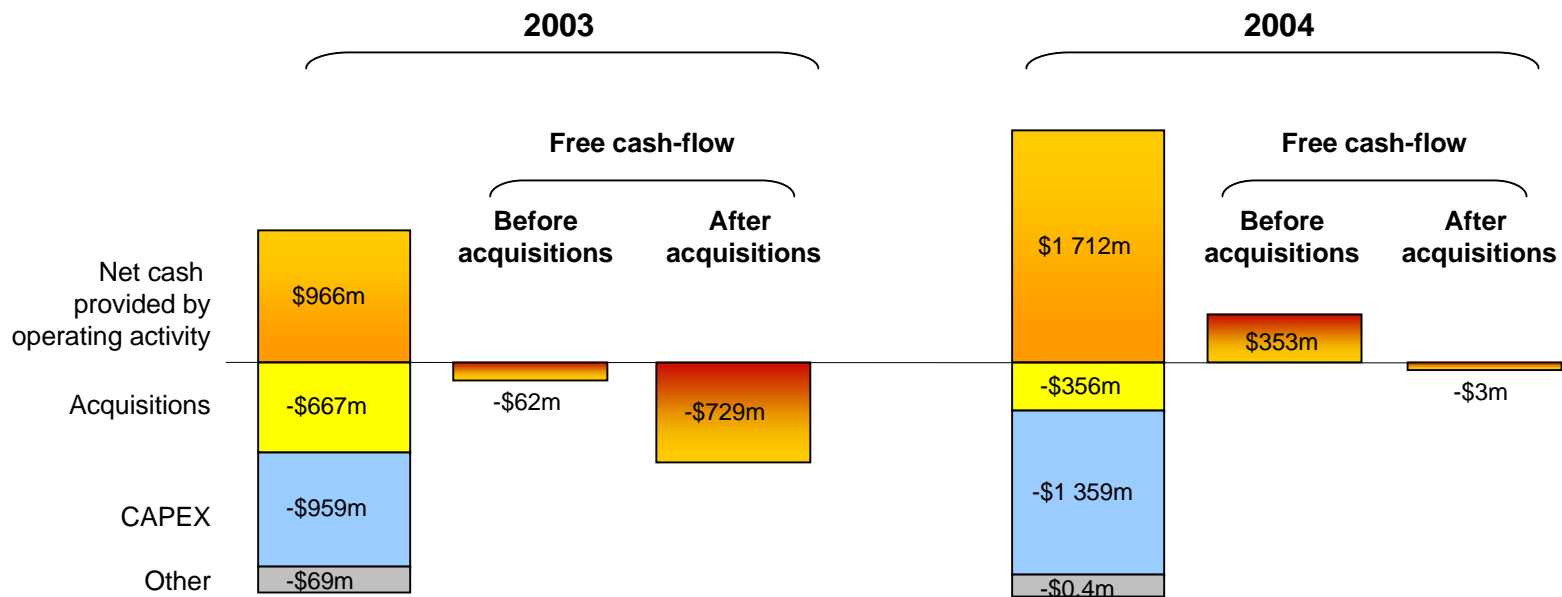 2003
2004
Free cash-flow
Free cash-flow
Before
acquisitions
After
acquisitions
Before
acquisitions
After
acquisitions
Net cash
provided by
operating activity
$966m
$1 712m
$353m
Acquisitions
-$667m
-$62m
-$729m
-$356m
-$3m
CAPEX
-$959m
-$1 359m
Other
-$69m
-$0.4m